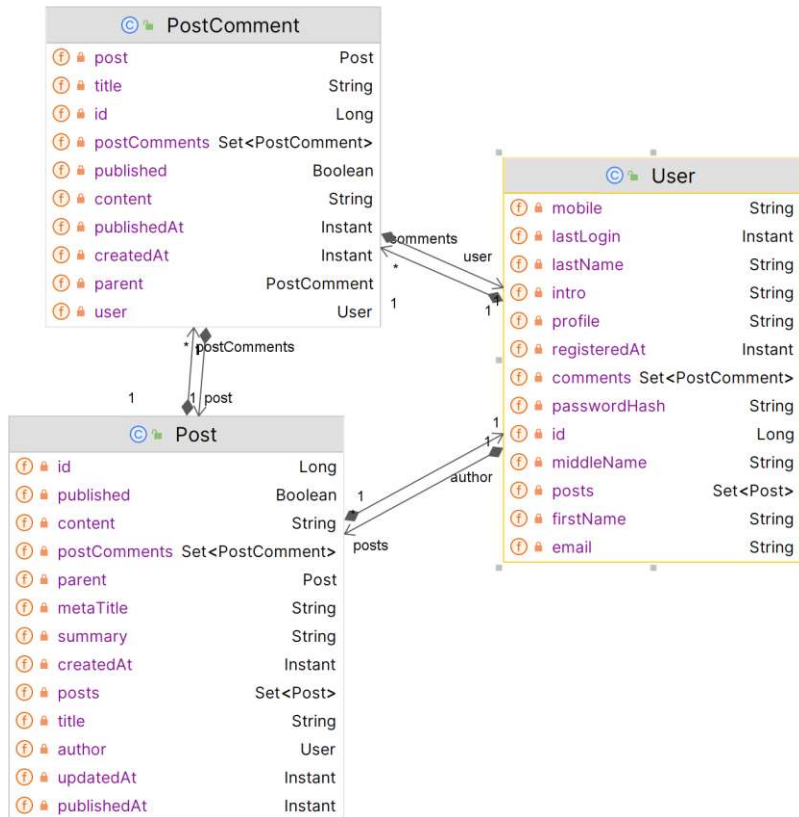 PostComment
post Post
title String
id Long
postComments Set<PostComment>
published Boolean
content String
publishedAt Instant
createdAt Instant
parent PostComment
user User
User
mobile String
lastLogin Instant
lastName String
intro String
profile String
registeredAt Instant
comments Set<PostComment>
passwordHash String
id Long
middleName String
posts Set<Post>
firstName String
email String
comments
user
*
1
1
1
* postComments
1
1 post
1
1
author
1
posts
Post
id Long
published Boolean
content String
postComments Set<PostComment>
parent Post
metaTitle String
summary String
createdAt Instant
posts Set<Post>
title String
author User
updatedAt Instant
publishedAt Instant